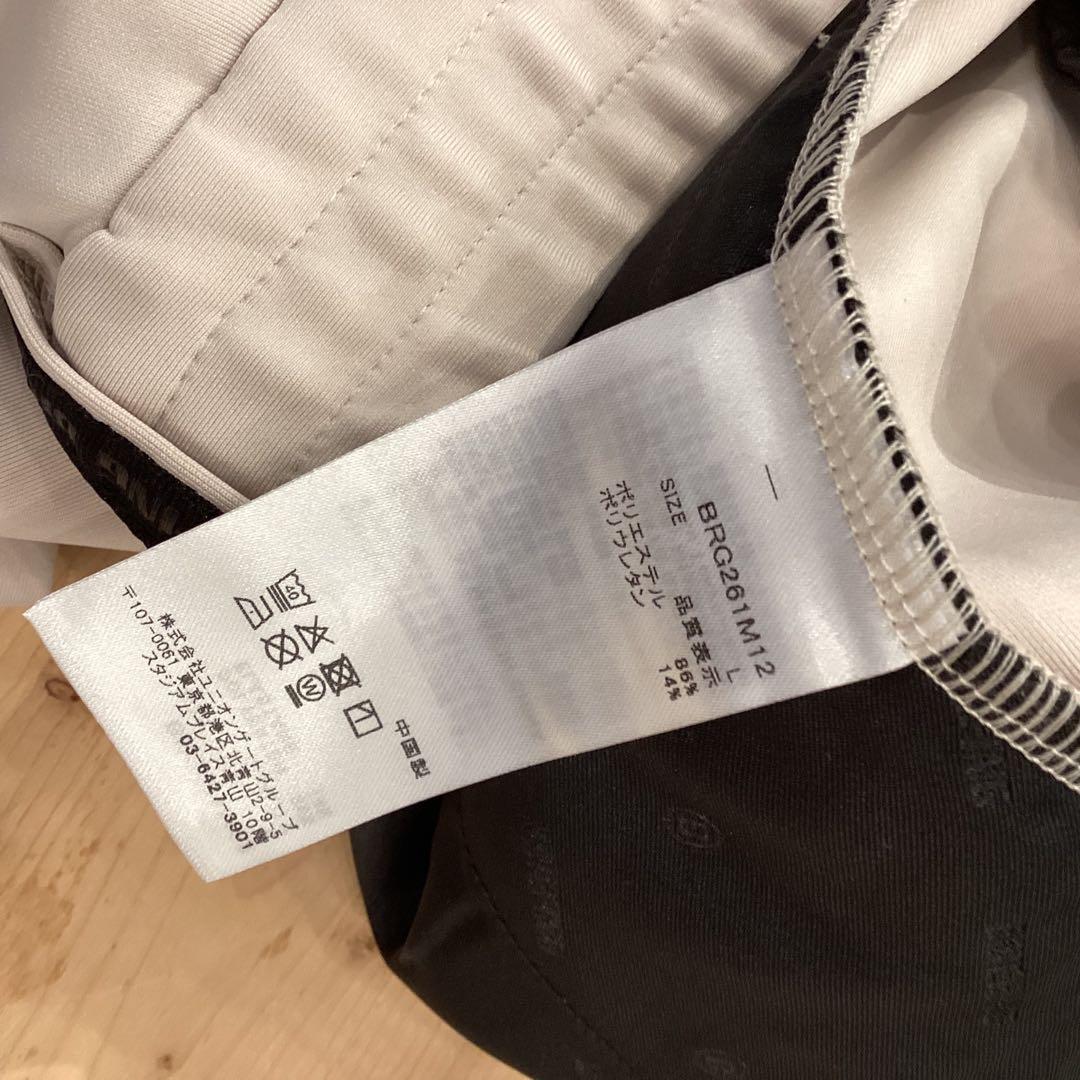 BRG261M12
SIZE L
品質表示
ポリエステル 86%
ポリウレタン 14%
40
W
中国製
株式会社ユニオンゲートグループ
〒107-0061 東京都港区北青山2-9-5
スタジアムプレイス青山 10階
03-6427-3901